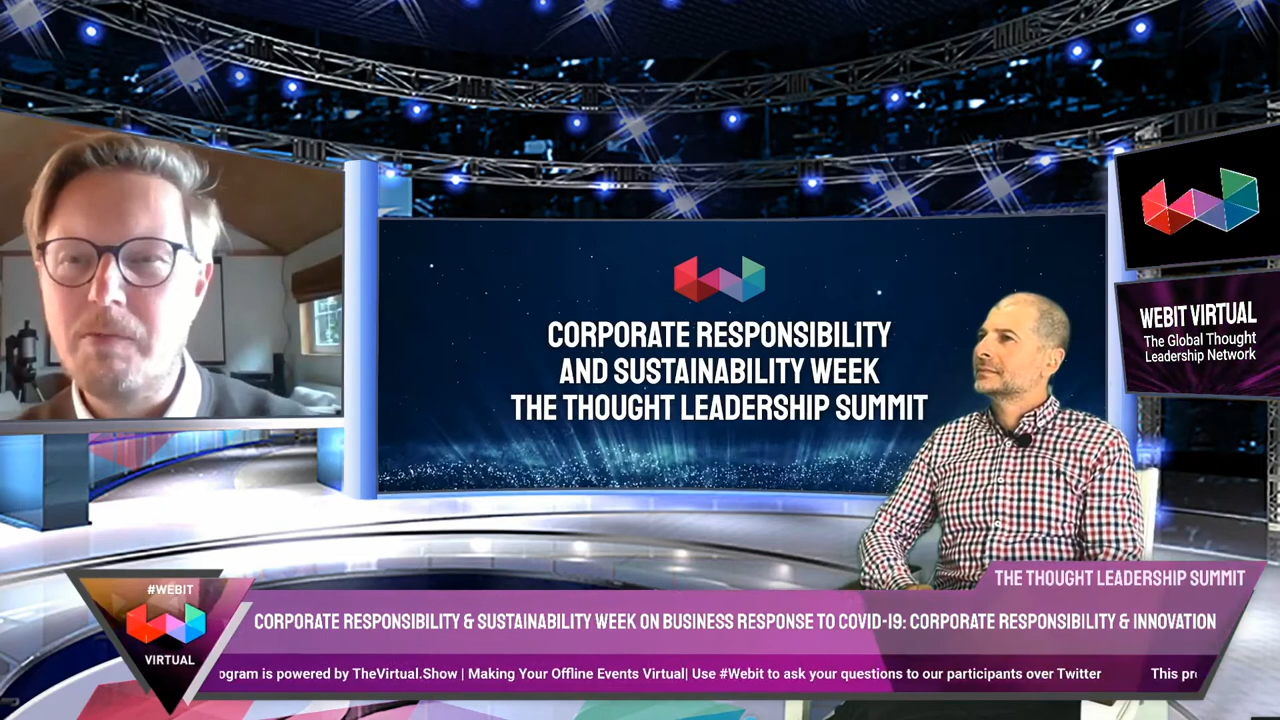 CORPORATE RESPONSIBILITY
AND SUSTAINABILITY WEEK
THE THOUGHT LEADERSHIP SUMMIT
WEBIT VIRTUAL
The Global Thought
Leadership Network
THE THOUGHT LEADERSHIP SUMMIT
#WEBIT
VIRTUAL
CORPORATE RESPONSIBILITY & SUSTAINABILITY WEEK ON BUSINESS RESPONSE TO COVID-19: CORPORATE RESPONSIBILITY & INNOVATION
ogram is powered by TheVirtual.Show | Making Your Offline Events Virtual| Use #Webit to ask your questions to our participants over Twitter This pr